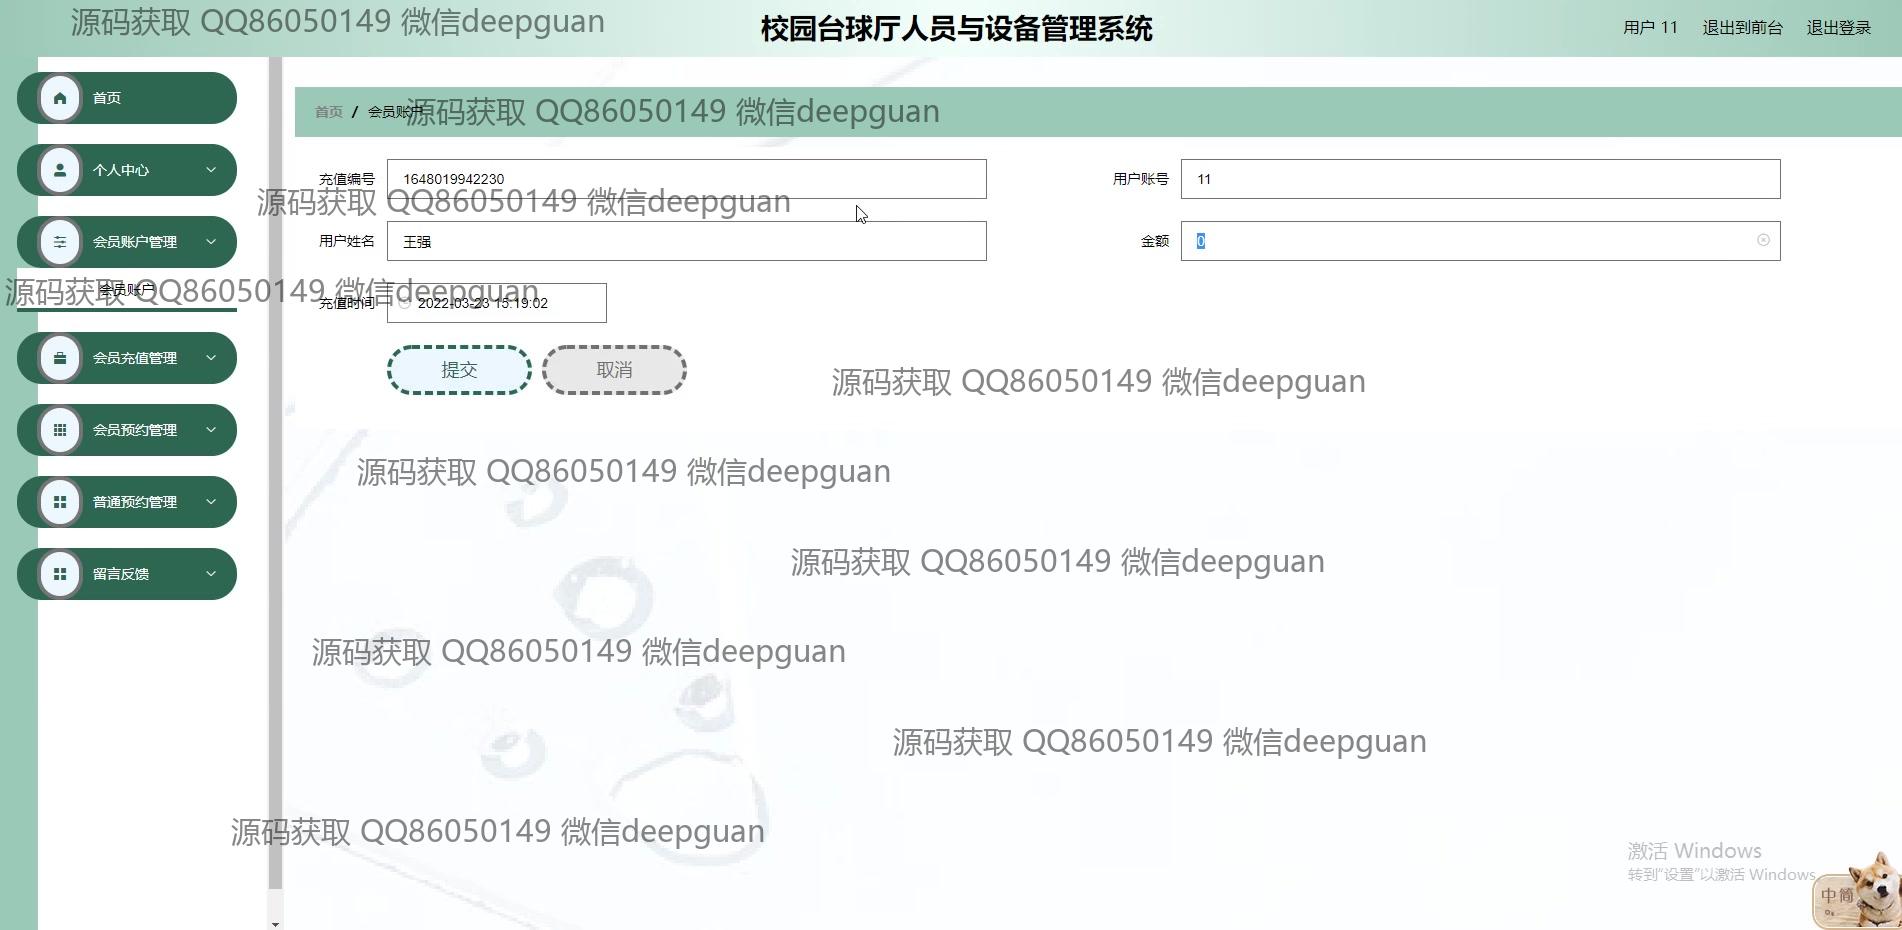 源码获取 QQ86050149 微信deepguan
校园台球厅人员与设备管理系统
用户 11 退出到前台 退出登录
首页
首页 / 会员账户
源码获取 QQ86050149 微信deepguan
个人中心
充值编号 1648019942230
用户账号 11
源码获取 QQ86050149 微信deepguan
会员账户管理
用户姓名 王强
金额 0
会员账户
源码获取 QQ86050149 微信deepguan
充值时间 2022-03-23 15:19:02
会员充值管理
提交 取消
源码获取 QQ86050149 微信deepguan
会员预约管理
源码获取 QQ86050149 微信deepguan
普通预约管理
源码获取 QQ86050149 微信deepguan
留言反馈
源码获取 QQ86050149 微信deepguan
源码获取 QQ86050149 微信deepguan
源码获取 QQ86050149 微信deepguan
激活 Windows
转到“设置”以激活 Windows
中 简